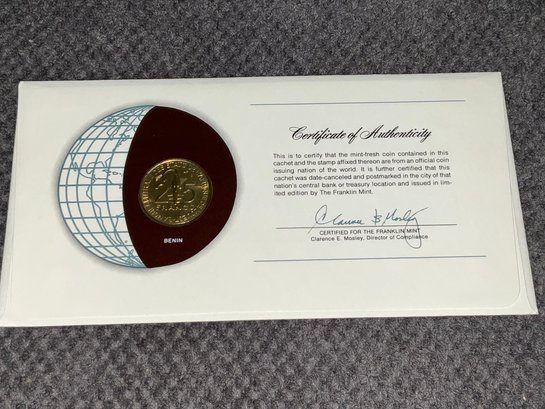 Certificate of Authenticity
This is to certify that the mint-fresh coin contained in this
cachet and the stamp affixed thereon are from an official coin
issuing nation of the world. It is further certified that this
cachet was date-canceled and postmarked in the city of that
nation's central bank or treasury location and issued in lim-
ited edition by The Franklin Mint.
CERTIFIED FOR THE FRANKLIN MINT
Clarence E. Mosley, Director of Compliance
25
BENIN